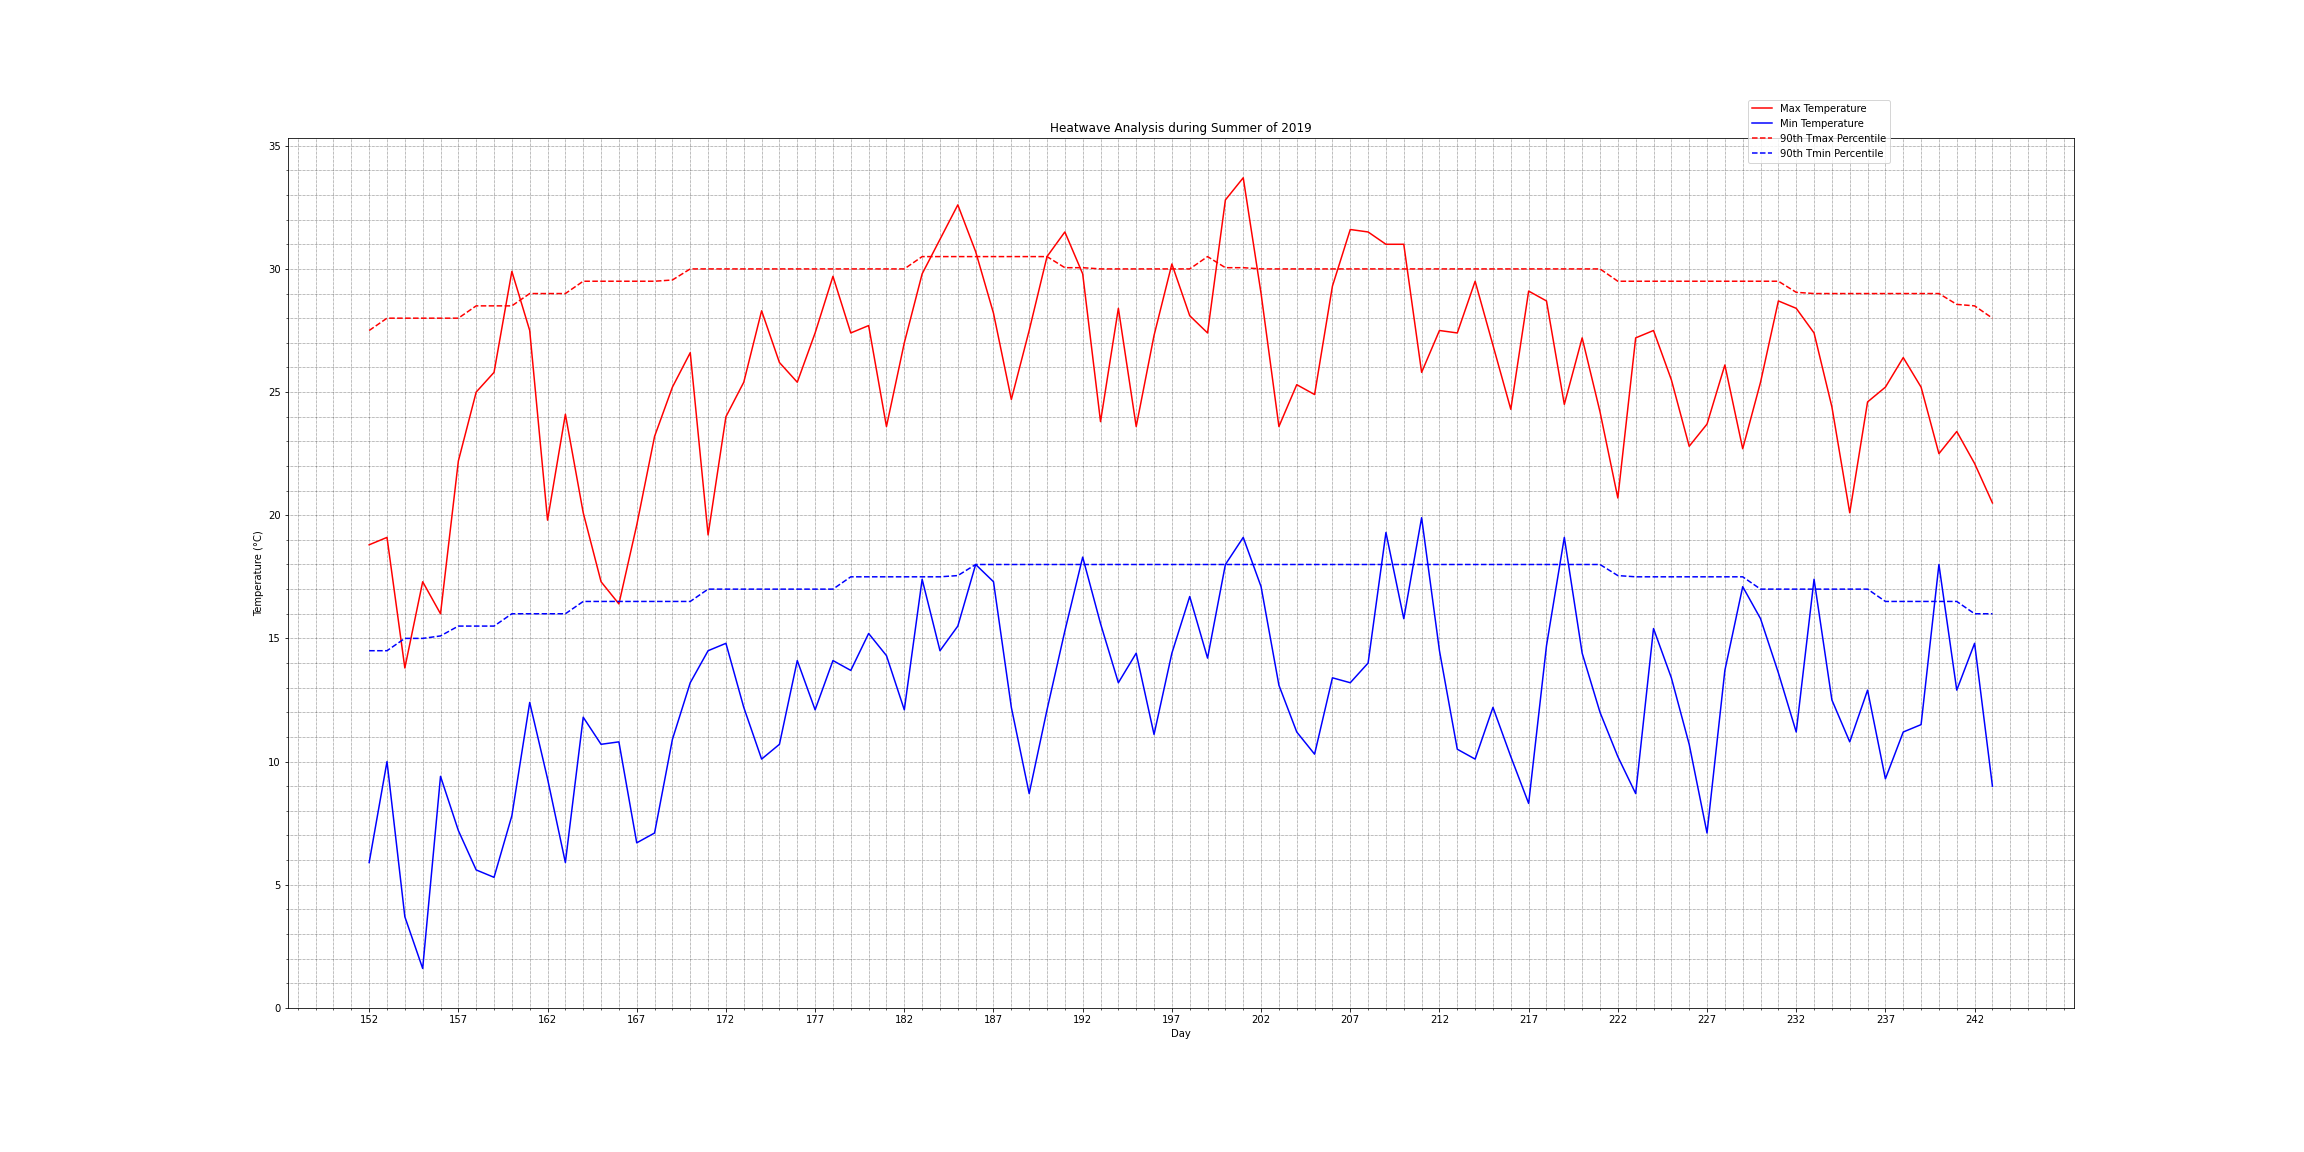 Max Temperature
Min Temperature
90th Tmax Percentile
90th Tmin Percentile
Heatwave Analysis during Summer of 2019
35
30
25
20
15
10
5
0
Temperature (°C)
152 157 162 167 172 177 182 187 192 197 202 207 212 217 222 227 232 237 242
Day